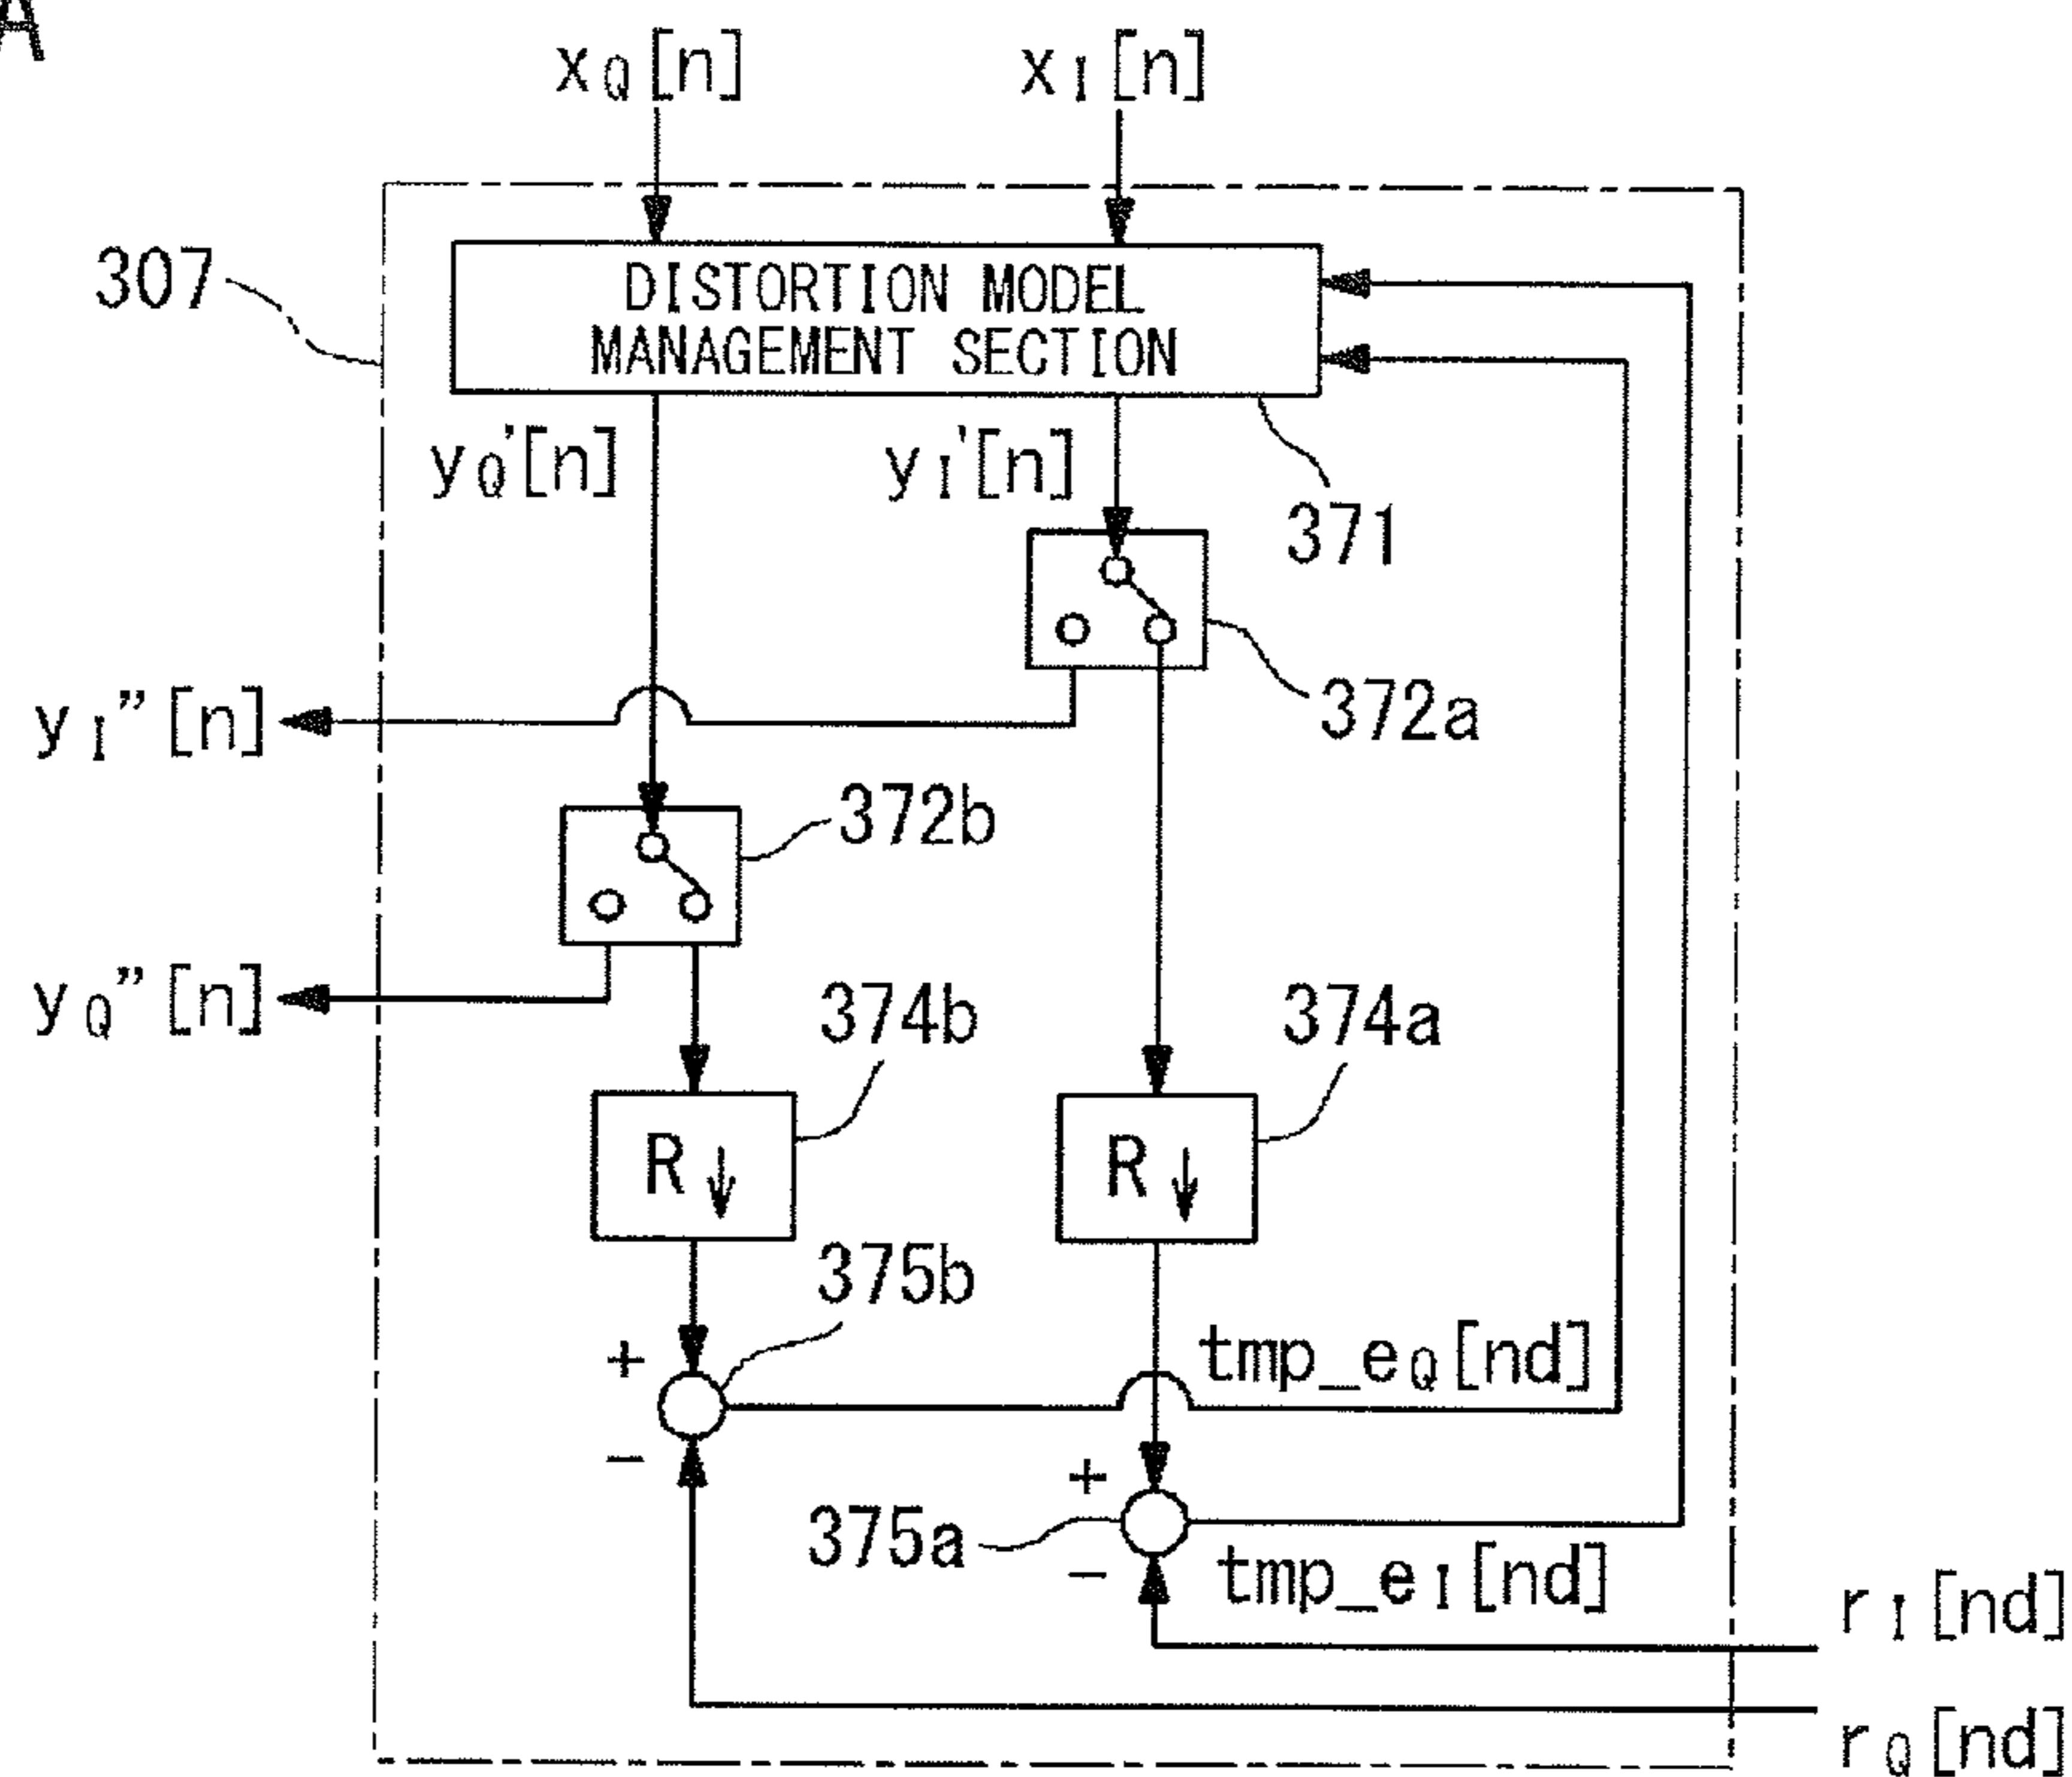 A
xQ[n] xI[n]
307
DISTORTION MODEL
MANAGEMENT SECTION
yQ'[n] yI'[n]
371
372a
yI”[n]
372b
yQ”[n]
374b 374a
R↓ R↓
375b
+ tmp_eQ[nd]
−
+
375a
− tmp_eI[nd]
rI[nd]
rQ[nd]